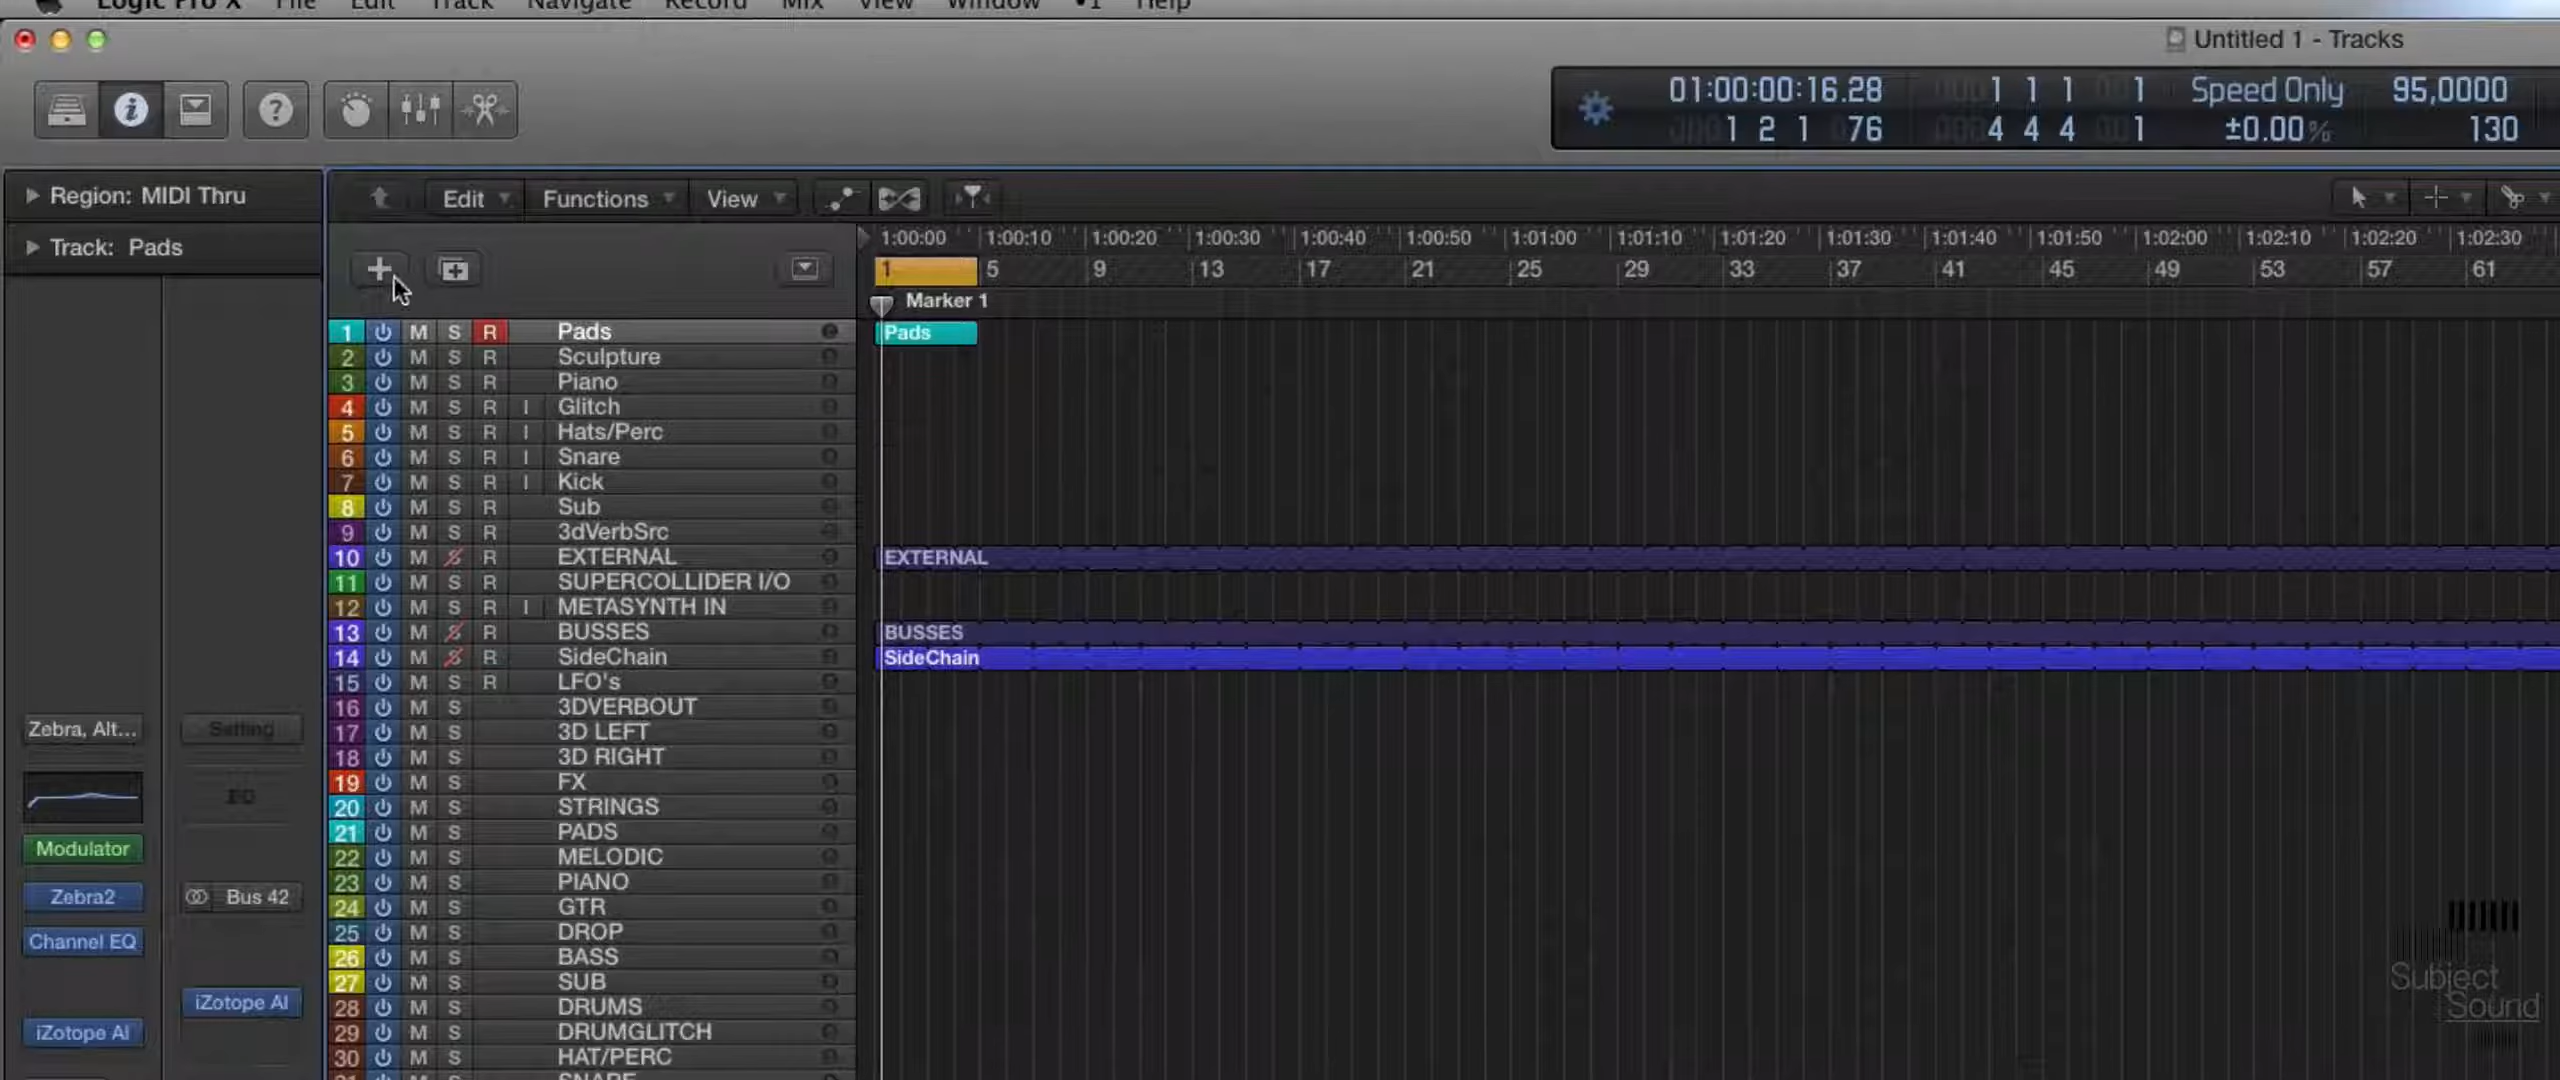 Logic Pro X File Edit Track Navigate Record Mix View Window 1 Help
Untitled 1 - Tracks
01:00:00:16.28 1 1 1 1 Speed Only 95,0000
1 2 1 76 4 4 4 1 ±0.00% 130
Region: MIDI Thru
Edit Functions View
Track: Pads
1:00:00 1:00:10 1:00:20 1:00:30 1:00:40 1:00:50 1:01:00 1:01:10 1:01:20 1:01:30 1:01:40 1:01:50 1:02:00 1:02:10 1:02:20 1:02:30
1 5 9 13 17 21 25 29 33 37 41 45 49 53 57 61
Marker 1
1 M S R Pads
Pads
2 M S R Sculpture
3 M S R Piano
4 M S R I Glitch
5 M S R I Hats/Perc
6 M S R I Snare
7 M S R I Kick
8 M S R Sub
9 M S R 3dVerbSrc
10 M S R EXTERNAL
EXTERNAL
11 M S R SUPERCOLLIDER I/O
12 M S R I METASYNTH IN
13 M S R BUSSES
BUSSES
14 M S R SideChain
SideChain
15 M S R LFO's
16 M S 3DVERBOUT
17 M S 3D LEFT
18 M S 3D RIGHT
19 M S FX
20 M S STRINGS
21 M S PADS
22 M S MELODIC
23 M S PIANO
24 M S GTR
25 M S DROP
26 M S BASS
27 M S SUB
28 M S DRUMS
29 M S DRUMGLITCH
30 M S HAT/PERC
SNARE
Zebra, Alt... Setting
EQ
Modulator
Zebra2 Bus 42
Channel EQ
iZotope Al
iZotope Al
Subject
Sound